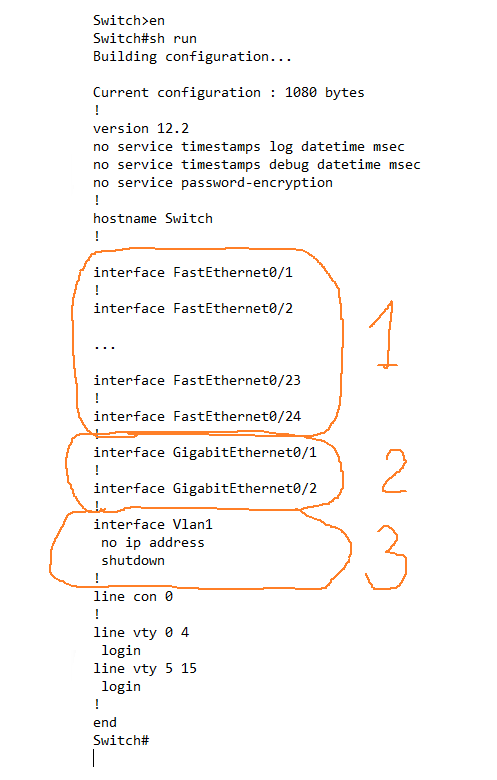 Switch>en
Switch#sh run
Building configuration...
Current configuration : 1080 bytes
!
version 12.2
no service timestamps log datetime msec
no service timestamps debug datetime msec
no service password-encryption
!
hostname Switch
!
interface FastEthernet0/1
!
interface FastEthernet0/2
...
interface FastEthernet0/23
!
interface FastEthernet0/24
!
1
interface GigabitEthernet0/1
!
interface GigabitEthernet0/2
!
2
interface Vlan1
 no ip address
 shutdown
!
3
line con 0
!
line vty 0 4
 login
line vty 5 15
 login
!
end
Switch#